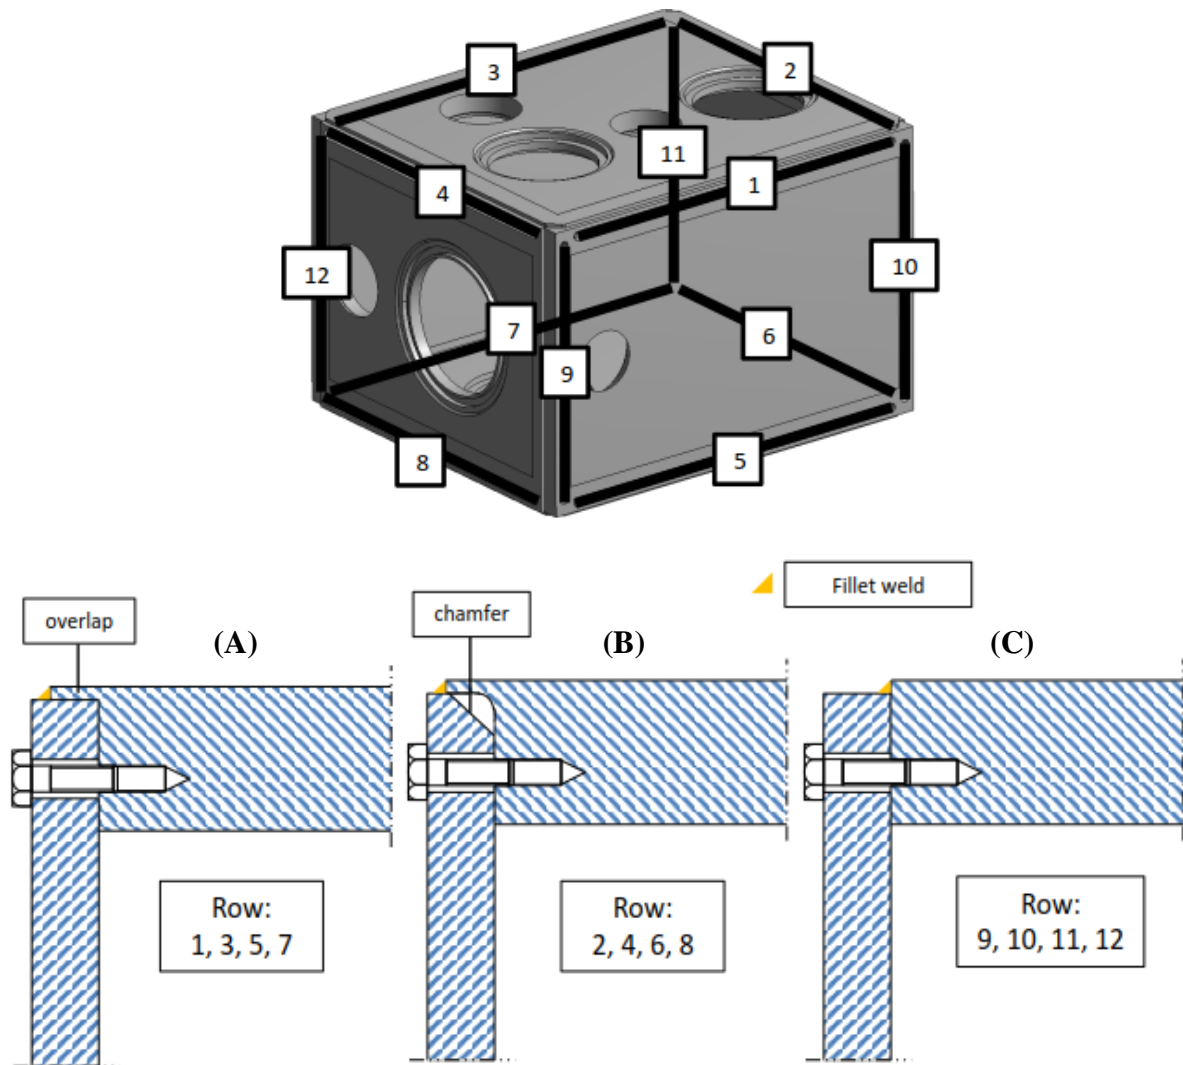 3
2
11
4
1
12
10
7
6
9
8
5
Fillet weld
overlap
(A)
chamfer
(B)
(C)
Row:
1, 3, 5, 7
Row:
2, 4, 6, 8
Row:
9, 10, 11, 12